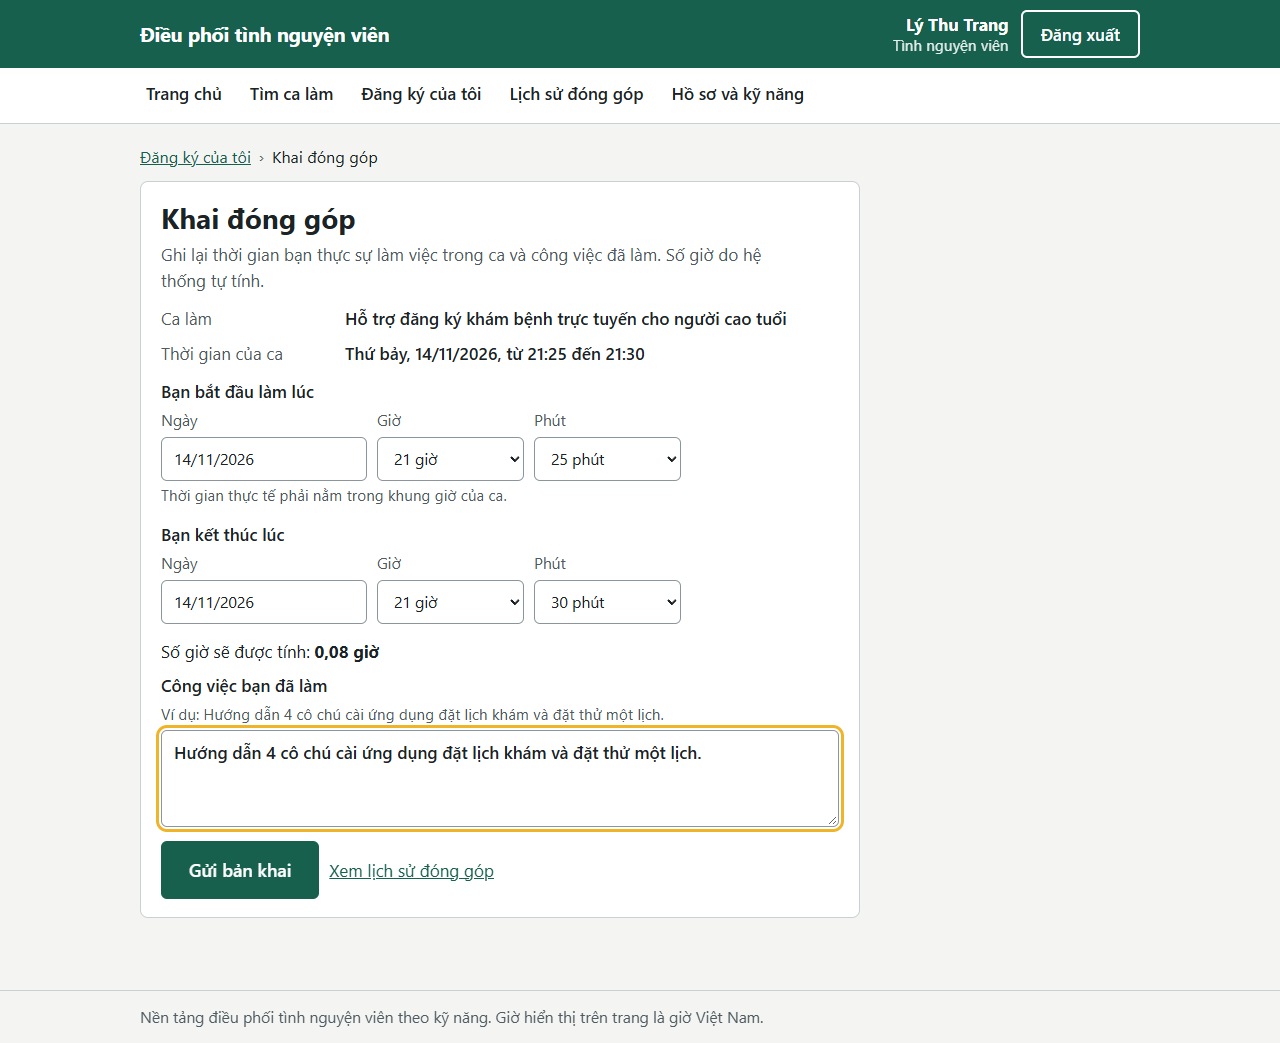 Điều phối tình nguyện viên
Lý Thu Trang
Tình nguyện viên
Đăng xuất
Trang chủ
Tìm ca làm
Đăng ký của tôi
Lịch sử đóng góp
Hồ sơ và kỹ năng
Đăng ký của tôi › Khai đóng góp
Khai đóng góp
Ghi lại thời gian bạn thực sự làm việc trong ca và công việc đã làm. Số giờ do hệ
thống tự tính.
Ca làm
Hỗ trợ đăng ký khám bệnh trực tuyến cho người cao tuổi
Thời gian của ca
Thứ bảy, 14/11/2026, từ 21:25 đến 21:30
Bạn bắt đầu làm lúc
Ngày
Giờ
Phút
14/11/2026
21 giờ
25 phút
Thời gian thực tế phải nằm trong khung giờ của ca.
Bạn kết thúc lúc
Ngày
Giờ
Phút
14/11/2026
21 giờ
30 phút
Số giờ sẽ được tính: 0,08 giờ
Công việc bạn đã làm
Ví dụ: Hướng dẫn 4 cô chú cài ứng dụng đặt lịch khám và đặt thử một lịch.
Hướng dẫn 4 cô chú cài ứng dụng đặt lịch khám và đặt thử một lịch.
Gửi bản khai
Xem lịch sử đóng góp
Nền tảng điều phối tình nguyện viên theo kỹ năng. Giờ hiển thị trên trang là giờ Việt Nam.